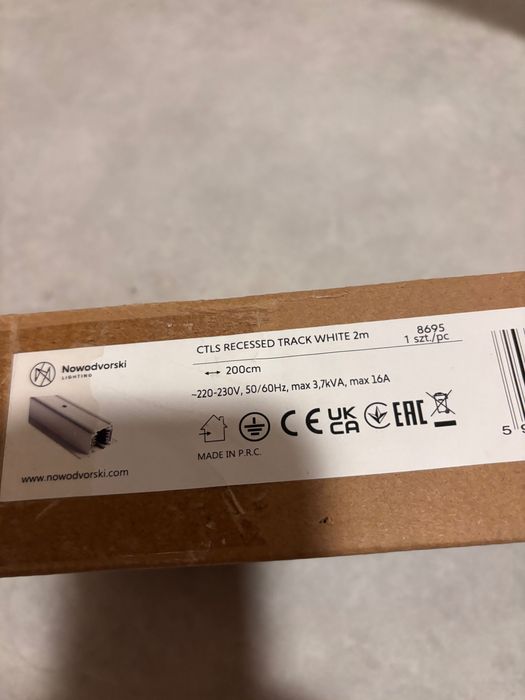 Nowodvorski
LIGHTING
www.nowodvorski.com
CTLS RECESSED TRACK WHITE 2m
8695
1 szt./pc
200cm
~220-230V, 50/60Hz, max 3,7kVA, max 16A
CE UK CA EAC
MADE IN P.R.C.
5 9